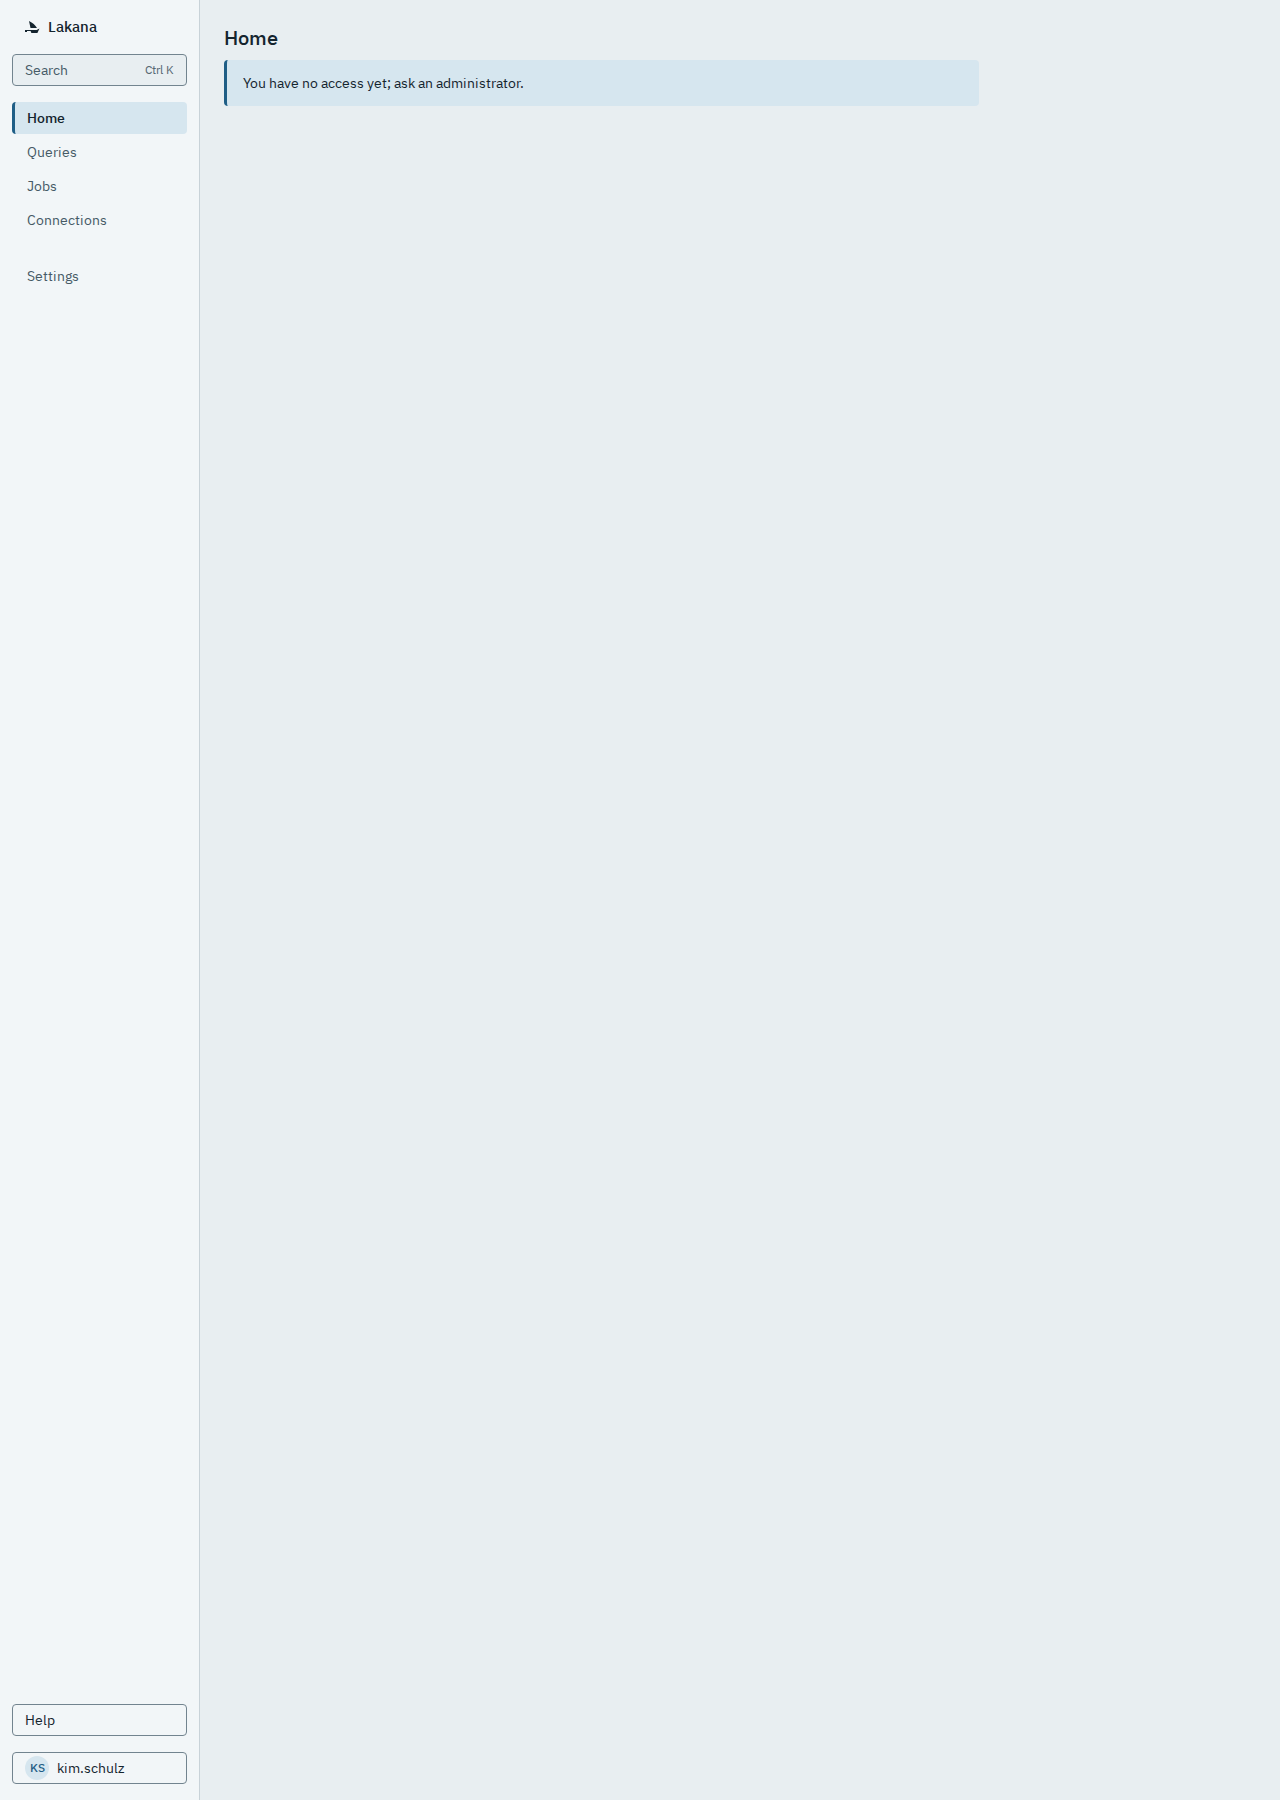 Lakana
Search Ctrl K
Home
Queries
Jobs
Connections
Settings
Help
KS kim.schulz
Home
You have no access yet; ask an administrator.